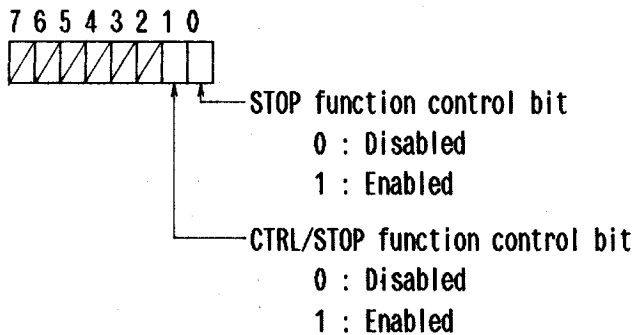 7 6 5 4 3 2 1 0
STOP function control bit
0 : Disabled
1 : Enabled
CTRL/STOP function control bit
0 : Disabled
1 : Enabled